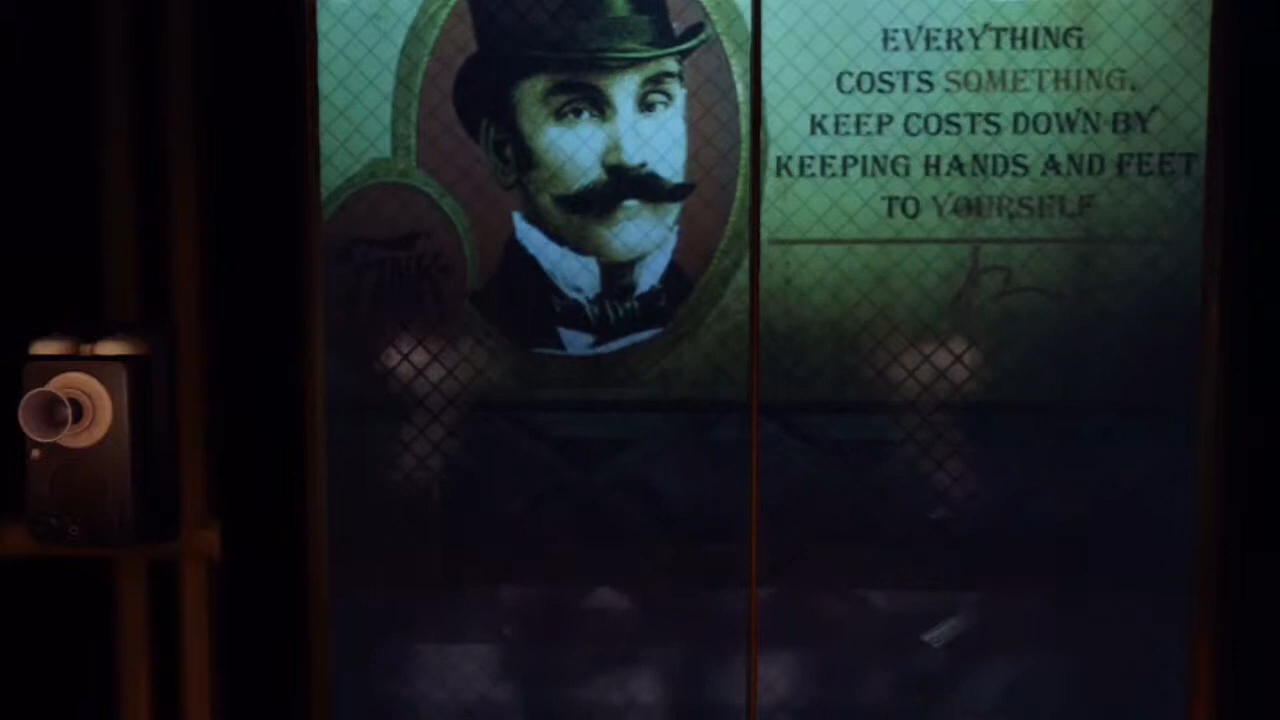 EVERYTHING
COSTS SOMETHING.
KEEP COSTS DOWN BY
KEEPING HANDS AND FEET
TO YOURSELF